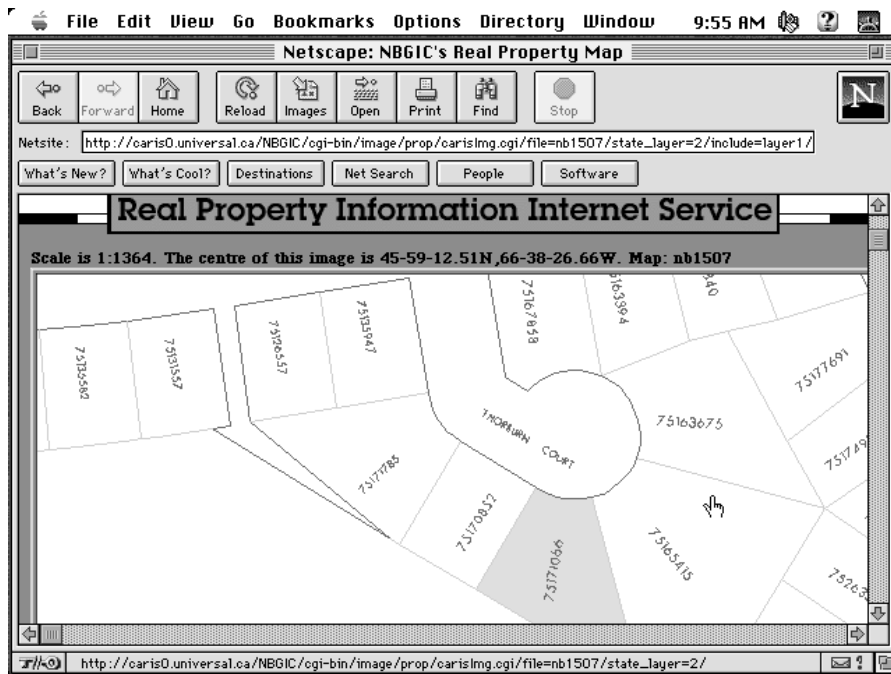 File Edit View Go Bookmarks Options Directory Window 9:55 AM
Netscape: NBGIC's Real Property Map
Back Forward Home Reload Images Open Print Find Stop
N
Netsite: http://caris0.universal.ca/NBGIC/cgi-bin/image/prop/carisImg.cgi/file=nb1507/state_layer=2/include=layer1/
What's New? What's Cool? Destinations Net Search People Software
Real Property Information Internet Service
Scale is 1:1364. The centre of this image is 45-59-12.51N,66-38-26.66W. Map: nb1507
75136582
75131557
75126557
75135947
75167858
75163394
840
75177691
75163675
THORBURN COURT
75171785
75170852
75171066
75165415
http://caris0.universal.ca/NBGIC/cgi-bin/image/prop/carisImg.cgi/file=nb1507/state_layer=2/